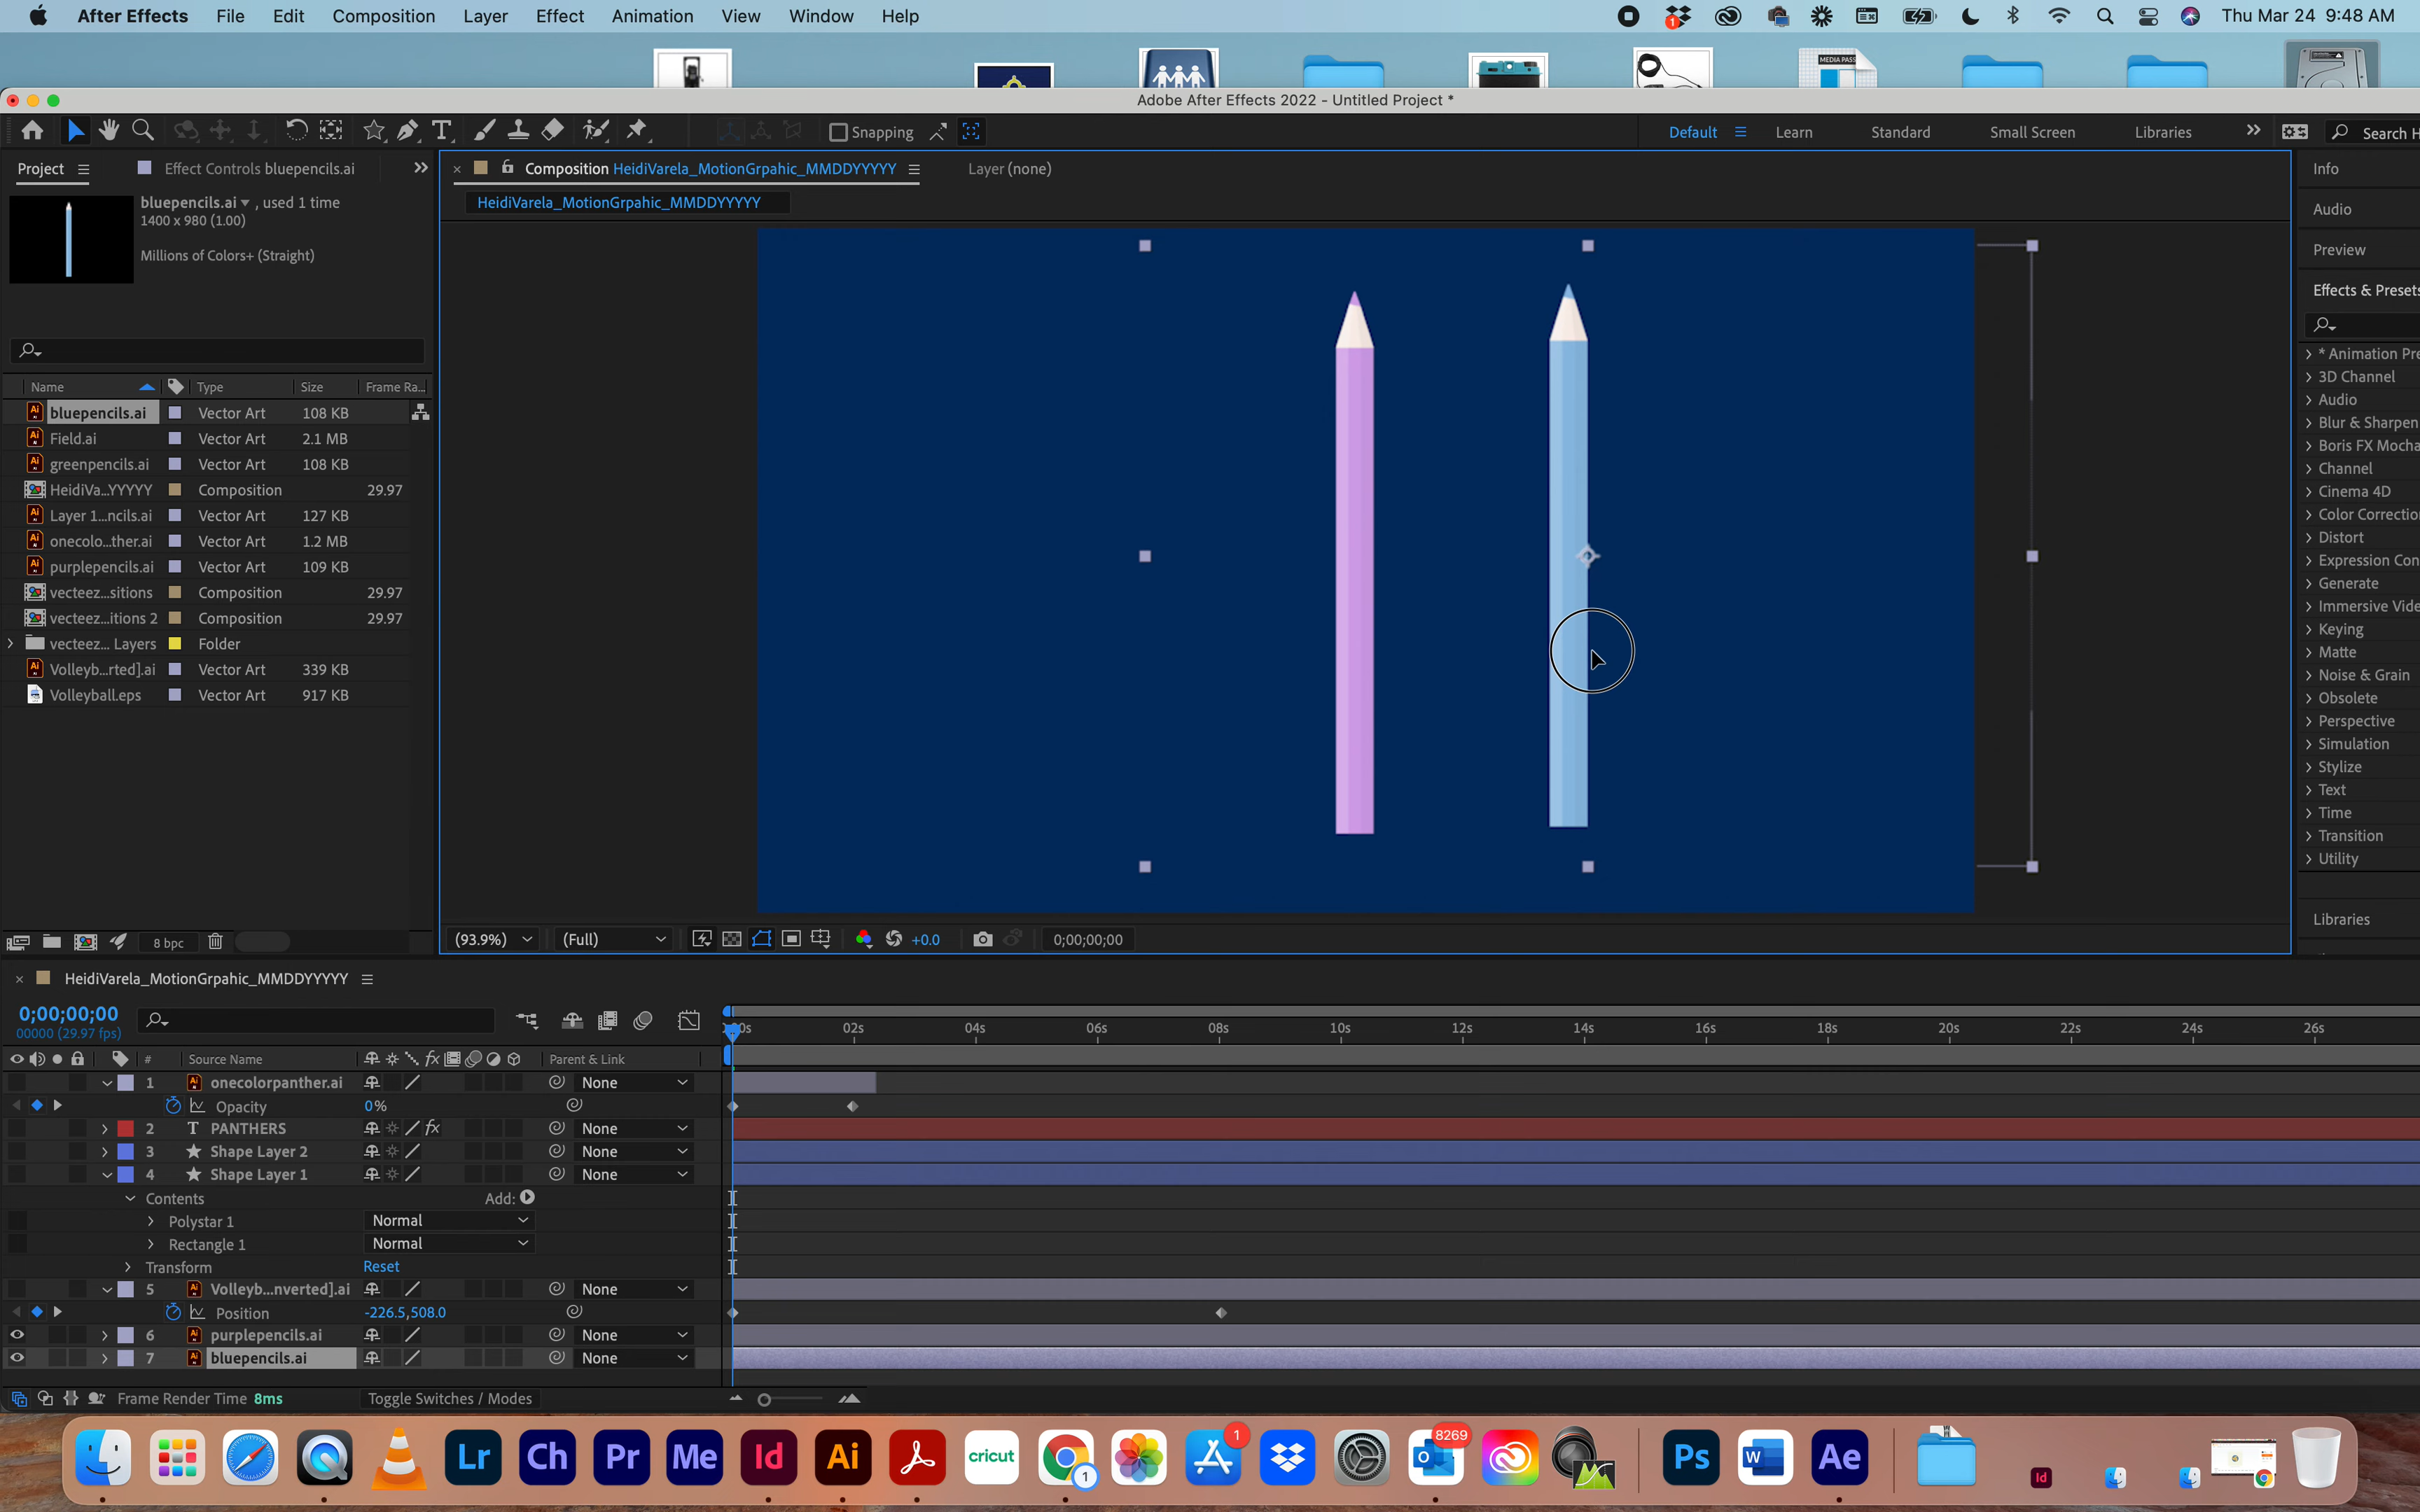 After Effects File Edit Composition Layer Effect Animation View Window Help Thu Mar 24 9:48 AM
MEDIA PASS
Adobe After Effects 2022 - Untitled Project *
Snapping Default Learn Standard Small Screen Libraries Search H
Project Effect Controls bluepencils.ai
Composition HeidiVarela_MotionGrpahic_MMDDYYYYY Layer (none)
HeidiVarela_MotionGrpahic_MMDDYYYYY
bluepencils.ai , used 1 time
1400 x 980 (1.00)
Millions of Colors+ (Straight)
Name Type Size Frame Ra...
bluepencils.ai Vector Art 108 KB
Field.ai Vector Art 2.1 MB
greenpencils.ai Vector Art 108 KB
HeidiVa...YYYYY Composition 29.97
Layer 1...ncils.ai Vector Art 127 KB
onecolo...ther.ai Vector Art 1.2 MB
purplepencils.ai Vector Art 109 KB
vecteez...sitions Composition 29.97
vecteez...itions 2 Composition 29.97
vecteez... Layers Folder
Volleyb...rted].ai Vector Art 339 KB
Volleyball.eps Vector Art 917 KB
8 bpc
(93.9%) (Full) +0.0 0;00;00;00
Info
Audio
Preview
Effects & Presets
* Animation Pre
3D Channel
Audio
Blur & Sharpen
Boris FX Mocha
Channel
Cinema 4D
Color Correctio
Distort
Expression Con
Generate
Immersive Vide
Keying
Matte
Noise & Grain
Obsolete
Perspective
Simulation
Stylize
Text
Time
Transition
Utility
Libraries
HeidiVarela_MotionGrpahic_MMDDYYYYY
0;00;00;00
00000 (29.97 fps)
00s 02s 04s 06s 08s 10s 12s 14s 16s 18s 20s 22s 24s 26s
# Source Name fx Parent & Link
1 onecolorpanther.ai None
Opacity 0%
2 T PANTHERS fx None
3 Shape Layer 2 None
4 Shape Layer 1 None
Contents Add:
Polystar 1 Normal
Rectangle 1 Normal
Transform Reset
5 Volleyb...nverted].ai None
Position -226.5,508.0
6 purplepencils.ai None
7 bluepencils.ai None
Frame Render Time 8ms Toggle Switches / Modes
Lr Ch Pr Me Id Ai cricut 1 1 8269 Ps W Ae Id